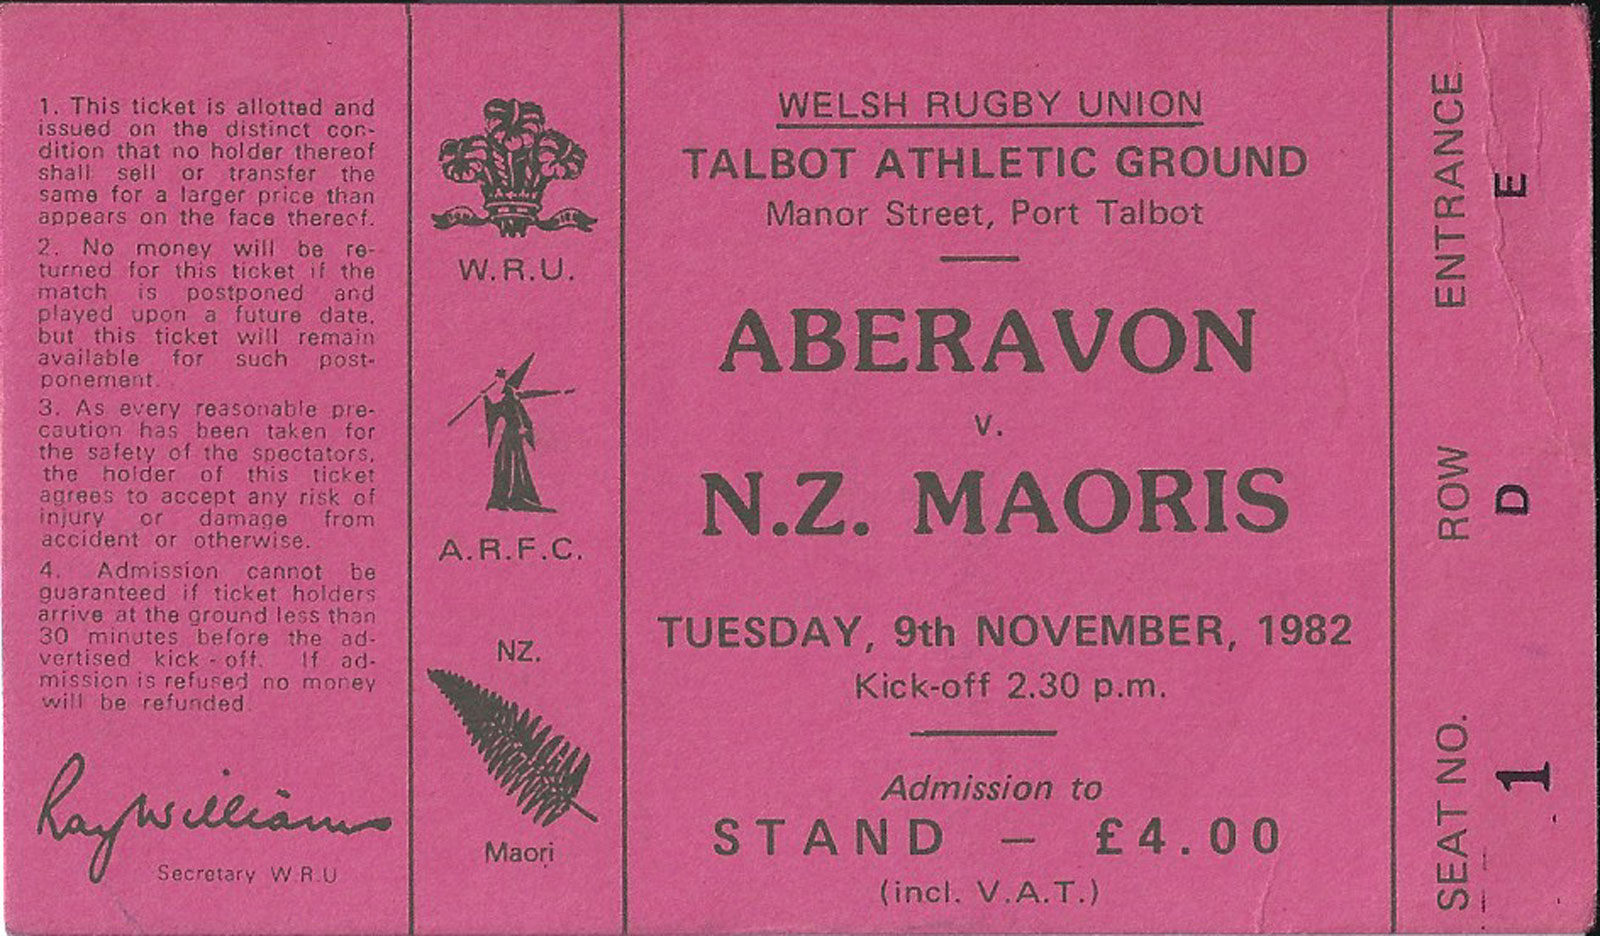 1. This ticket is allotted and
issued on the distinct con-
dition that no holder thereof
shall sell or transfer the
same for a larger price than
appears on the face thereof.
2. No money will be re-
turned for this ticket if the
match is postponed and
played upon a future date,
but this ticket will remain
available for such post-
ponement.
3. As every reasonable pre-
caution has been taken for
the safety of the spectators,
the holder of this ticket
agrees to accept any risk of
injury or damage from
accident or otherwise.
4. Admission cannot be
guaranteed if ticket holders
arrive at the ground less than
30 minutes before the ad-
vertised kick-off. If ad-
mission is refused no money
will be refunded.
Ray Williams
Secretary W.R.U
W.R.U.
A.R.F.C.
NZ.
Maori
WELSH RUGBY UNION
TALBOT ATHLETIC GROUND
Manor Street, Port Talbot
ABERAVON
v.
N.Z. MAORIS
TUESDAY, 9th NOVEMBER, 1982
Kick-off 2.30 p.m.
Admission to
STAND — £4.00
(incl. V.A.T.)
ENTRANCE E
ROW D
SEAT NO. 1